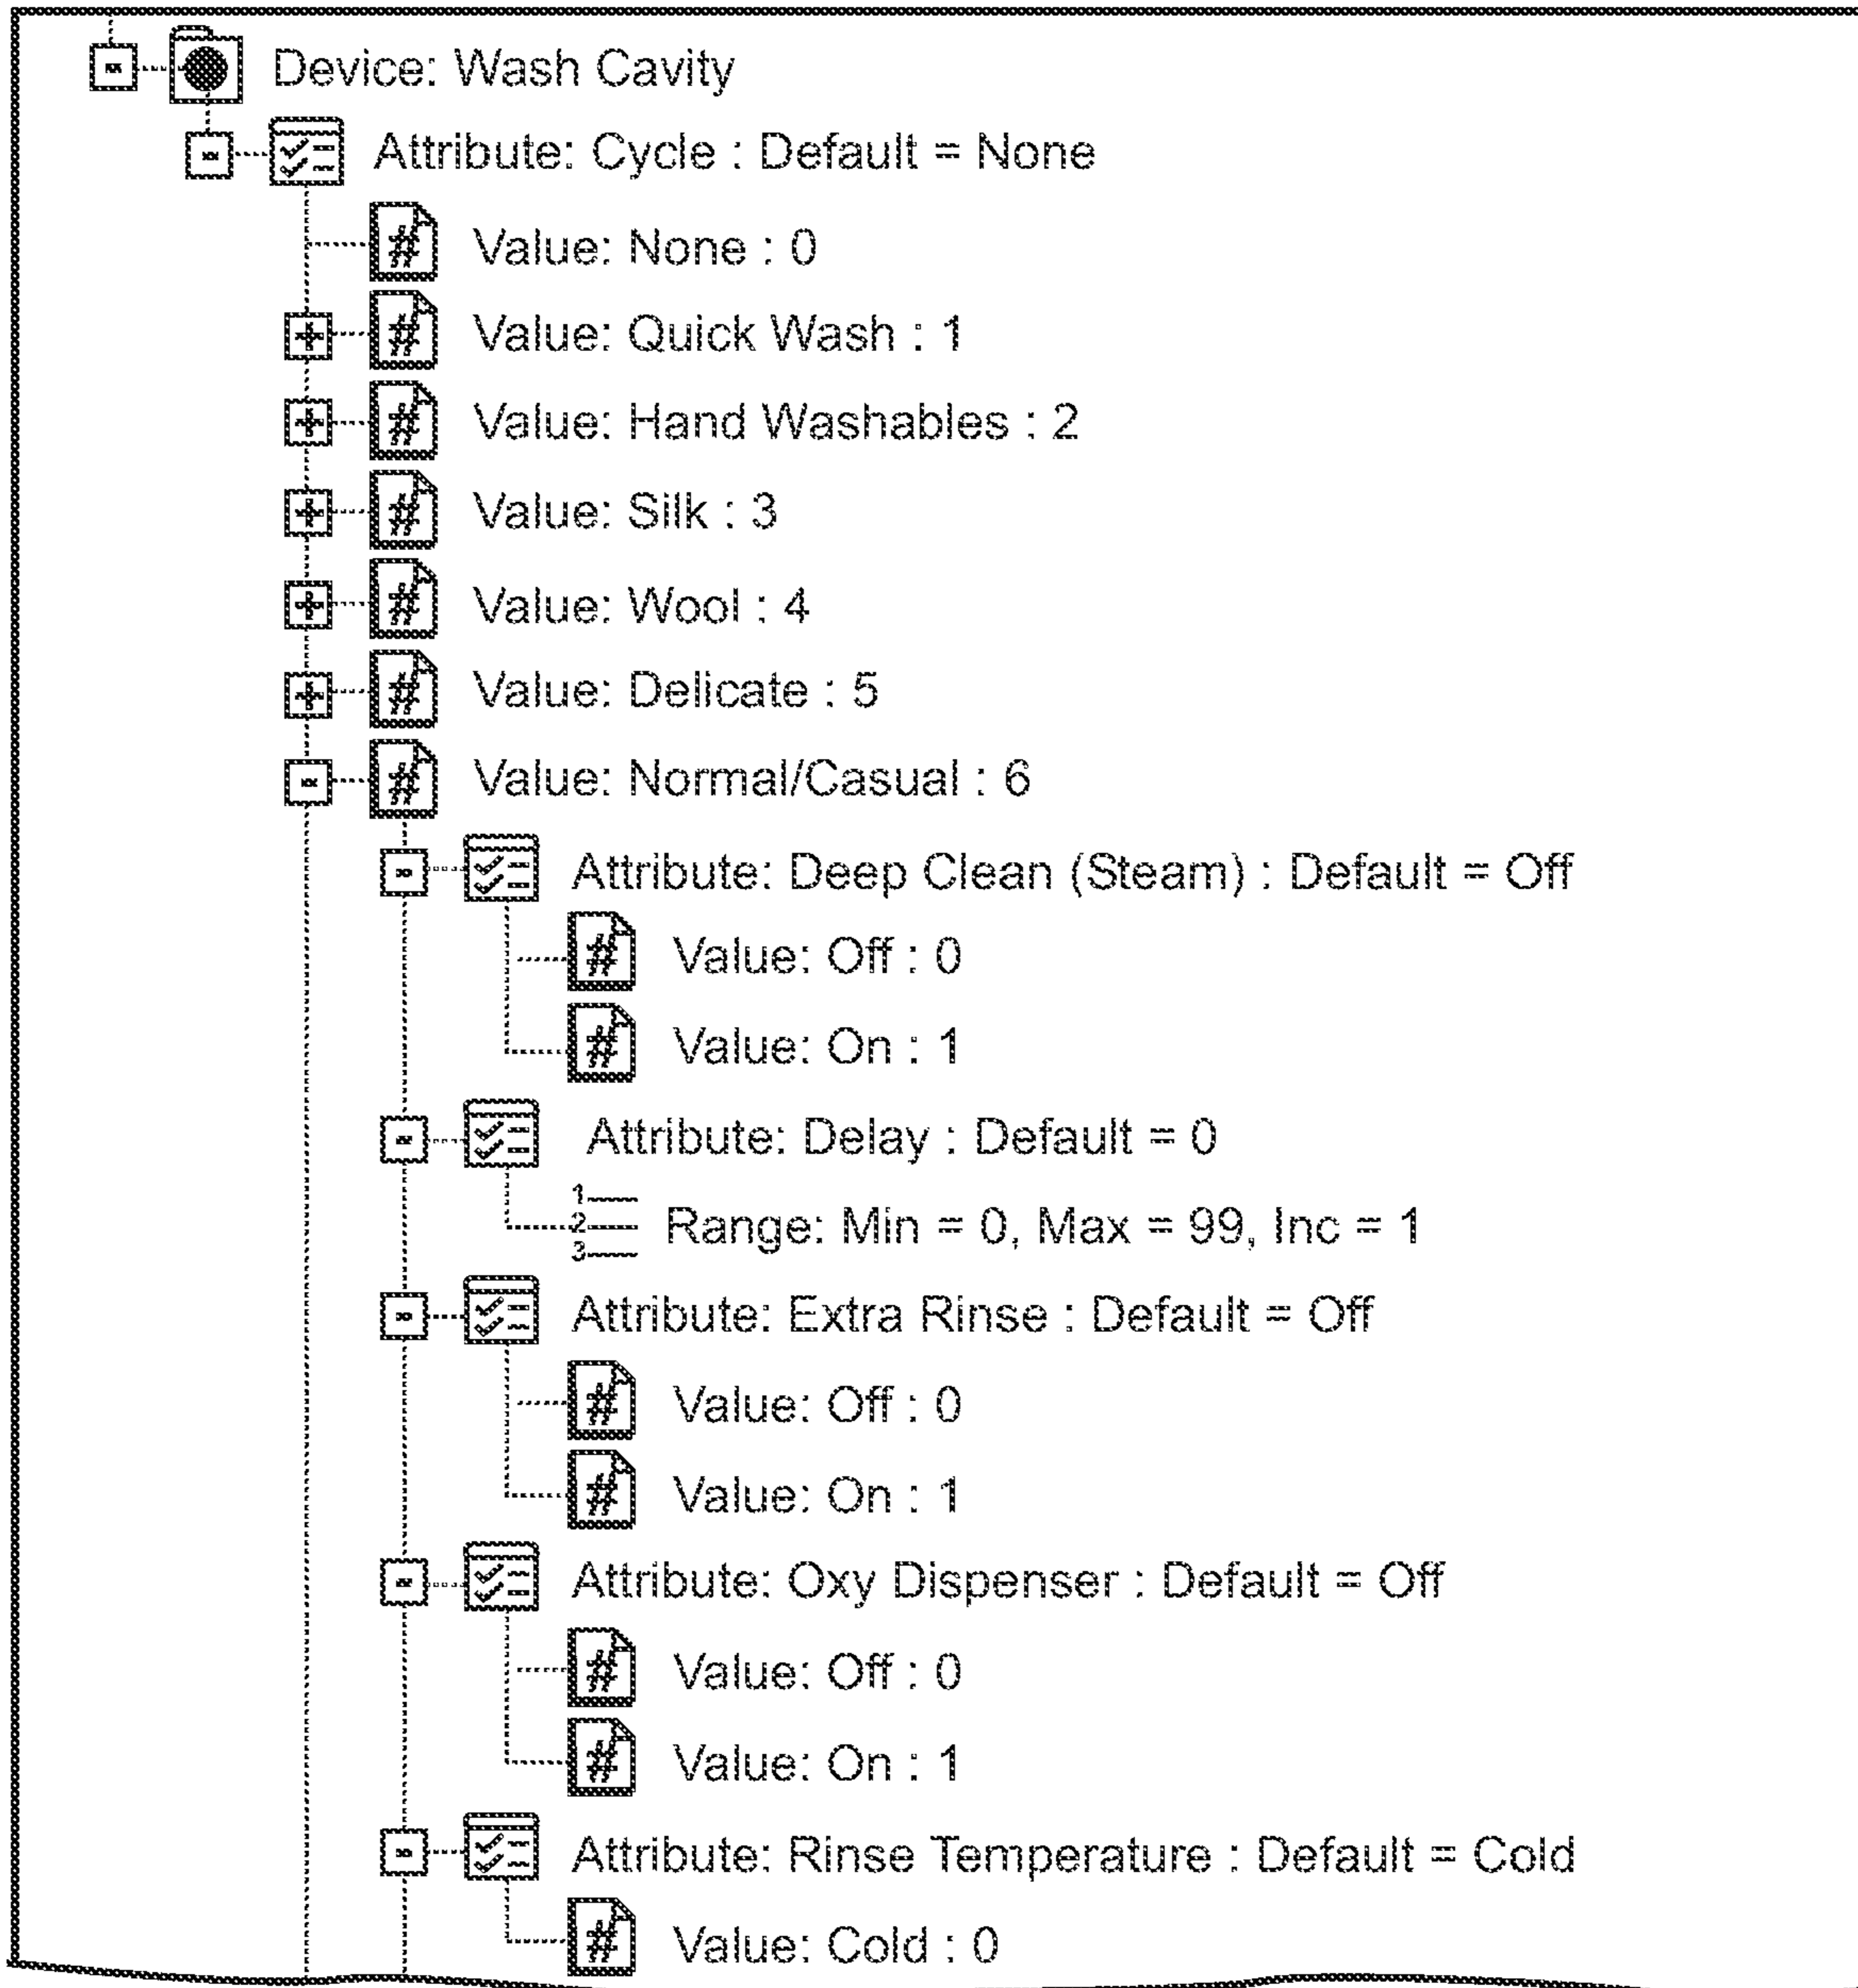 Device: Wash Cavity
Attribute: Cycle : Default = None
# Value: None : 0
# Value: Quick Wash : 1
# Value: Hand Washables : 2
# Value: Silk : 3
# Value: Wool : 4
# Value: Delicate : 5
# Value: Normal/Casual : 6
Attribute: Deep Clean (Steam) : Default = Off
# Value: Off : 0
# Value: On : 1
Attribute: Delay : Default = 0
1 2 3 Range: Min = 0, Max = 99, Inc = 1
Attribute: Extra Rinse : Default = Off
# Value: Off : 0
# Value: On : 1
Attribute: Oxy Dispenser : Default = Off
# Value: Off : 0
# Value: On : 1
Attribute: Rinse Temperature : Default = Cold
# Value: Cold : 0